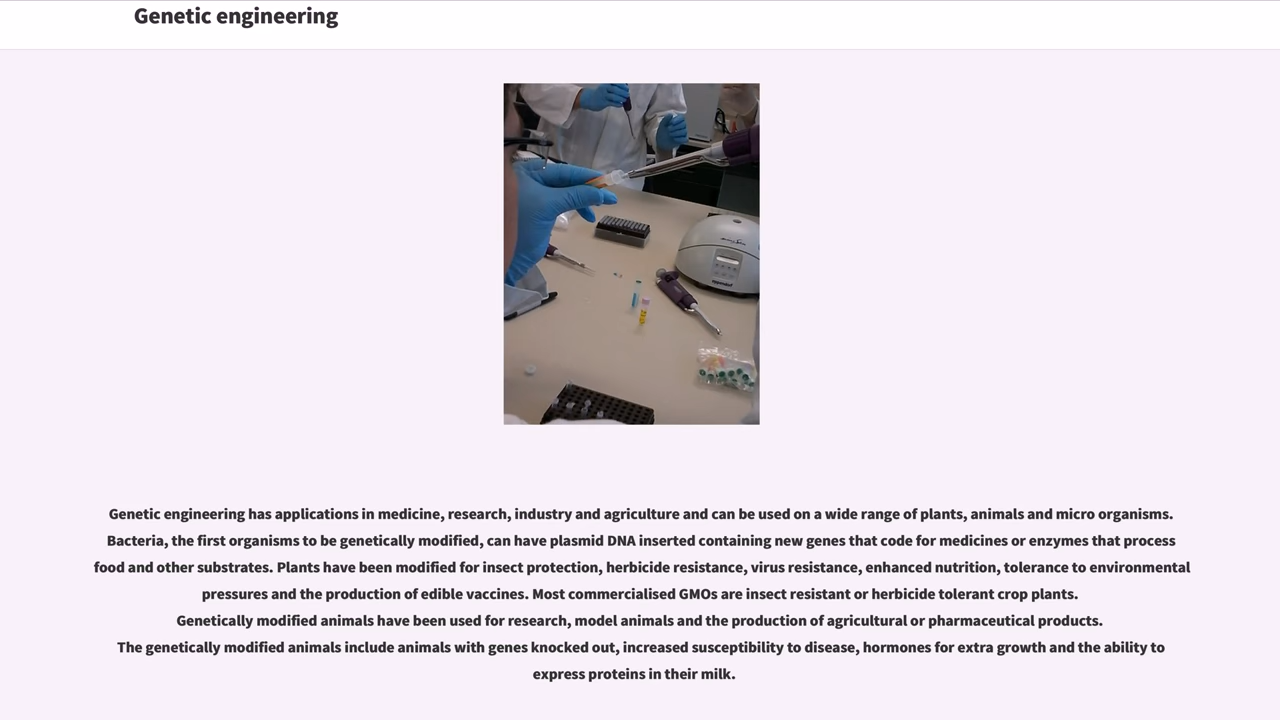 Genetic engineering
Genetic engineering has applications in medicine, research, industry and agriculture and can be used on a wide range of plants, animals and micro organisms.
Bacteria, the first organisms to be genetically modified, can have plasmid DNA inserted containing new genes that code for medicines or enzymes that process
food and other substrates. Plants have been modified for insect protection, herbicide resistance, virus resistance, enhanced nutrition, tolerance to environmental
pressures and the production of edible vaccines. Most commercialised GMOs are insect resistant or herbicide tolerant crop plants.
Genetically modified animals have been used for research, model animals and the production of agricultural or pharmaceutical products.
The genetically modified animals include animals with genes knocked out, increased susceptibility to disease, hormones for extra growth and the ability to
express proteins in their milk.